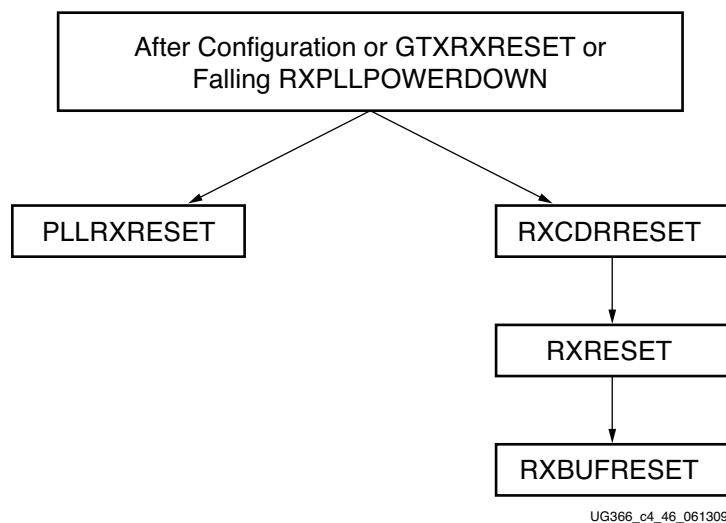 After Configuration or GTXRXRESET or
Falling RXPLLPOWERDOWN
PLLRXRESET
RXCDRRESET
RXRESET
RXBUFRESET
UG366_c4_46_061309